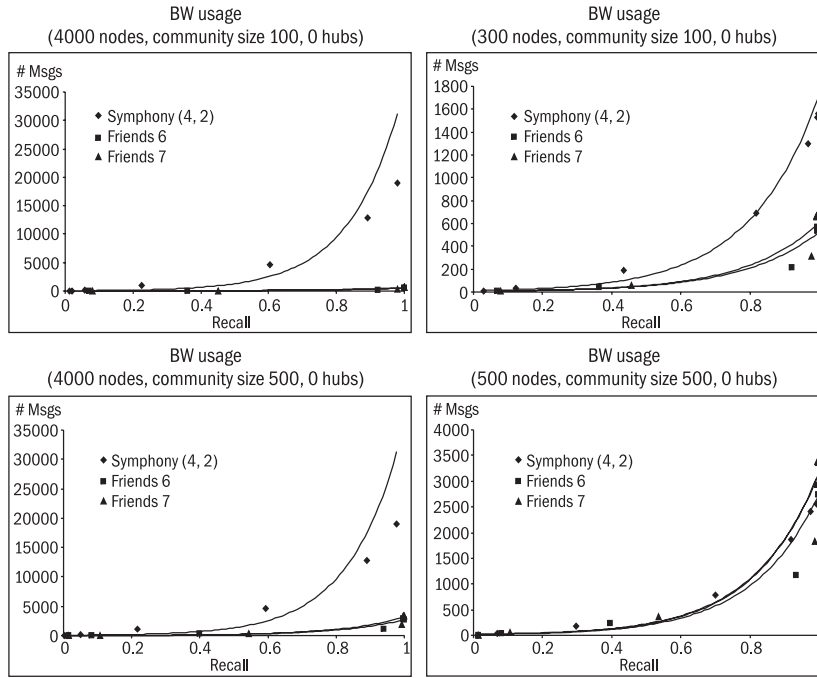 BW usage
(4000 nodes, community size 100, 0 hubs)
# Msgs
35000
30000
25000
20000
15000
10000
5000
0
Symphony (4, 2)
Friends 6
Friends 7
0 0.2 0.4 0.6 0.8 1
Recall
BW usage
(300 nodes, community size 100, 0 hubs)
# Msgs
1800
1600
1400
1200
1000
800
600
400
200
0
Symphony (4, 2)
Friends 6
Friends 7
0 0.2 0.4 0.6 0.8
Recall
BW usage
(4000 nodes, community size 500, 0 hubs)
# Msgs
35000
30000
25000
20000
15000
10000
5000
0
Symphony (4, 2)
Friends 6
Friends 7
0 0.2 0.4 0.6 0.8 1
Recall
BW usage
(500 nodes, community size 500, 0 hubs)
# Msgs
4000
3500
3000
2500
2000
1500
1000
500
0
Symphony (4, 2)
Friends 6
Friends 7
0 0.2 0.4 0.6 0.8
Recall